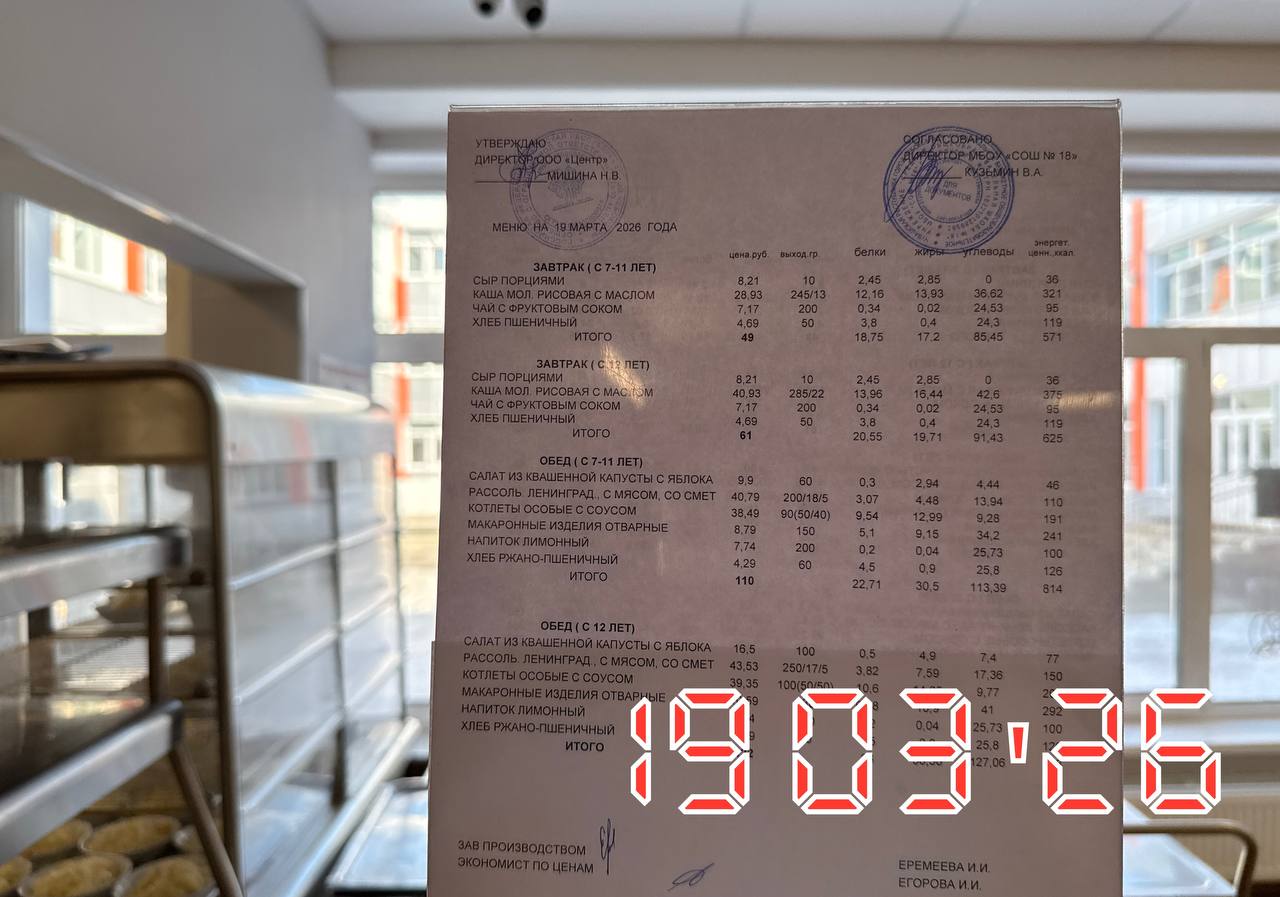 УТВЕРЖДАЮ
ДИРЕКТОР ООО «Центр»
МИШИНА Н.В.
СОГЛАСОВАНО
ДИРЕКТОР МБОУ «СОШ № 18»
КУЗЬМИН В.А.
ДЛЯ ДОКУМЕНТОВ
МЕНЮ НА 19 МАРТА 2026 ГОДА
цена.руб. выход.гр. белки жиры углеводы энергет. ценн.,ккал.
ЗАВТРАК ( С 7-11 ЛЕТ)
СЫР ПОРЦИЯМИ 8,21 10 2,45 2,85 0 36
КАША МОЛ. РИСОВАЯ С МАСЛОМ 28,93 245/13 12,16 13,93 36,62 321
ЧАЙ С ФРУКТОВЫМ СОКОМ 7,17 200 0,34 0,02 24,53 95
ХЛЕБ ПШЕНИЧНЫЙ 4,69 50 3,8 0,4 24,3 119
ИТОГО 49 18,75 17,2 85,45 571
ЗАВТРАК ( С 12 ЛЕТ)
СЫР ПОРЦИЯМИ 8,21 10 2,45 2,85 0 36
КАША МОЛ. РИСОВАЯ С МАСЛОМ 40,93 285/22 13,96 16,44 42,6 375
ЧАЙ С ФРУКТОВЫМ СОКОМ 7,17 200 0,34 0,02 24,53 95
ХЛЕБ ПШЕНИЧНЫЙ 4,69 50 3,8 0,4 24,3 119
ИТОГО 61 20,55 19,71 91,43 625
ОБЕД ( С 7-11 ЛЕТ)
САЛАТ ИЗ КВАШЕННОЙ КАПУСТЫ С ЯБЛОКА 9,9 60 0,3 2,94 4,44 46
РАССОЛЬ. ЛЕНИНГРАД., С МЯСОМ, СО СМЕТ 40,79 200/18/5 3,07 4,48 13,94 110
КОТЛЕТЫ ОСОБЫЕ С СОУСОМ 38,49 90(50/40) 9,54 12,99 9,28 191
МАКАРОННЫЕ ИЗДЕЛИЯ ОТВАРНЫЕ 8,79 150 5,1 9,15 34,2 241
НАПИТОК ЛИМОННЫЙ 7,74 200 0,2 0,04 25,73 100
ХЛЕБ РЖАНО-ПШЕНИЧНЫЙ 4,29 60 4,5 0,9 25,8 126
ИТОГО 110 22,71 30,5 113,39 814
ОБЕД ( С 12 ЛЕТ)
САЛАТ ИЗ КВАШЕННОЙ КАПУСТЫ С ЯБЛОКА 16,5 100 0,5 4,9 7,4 77
РАССОЛЬ. ЛЕНИНГРАД., С МЯСОМ, СО СМЕТ 43,53 250/17/5 3,82 7,59 17,36 150
КОТЛЕТЫ ОСОБЫЕ С СОУСОМ 39,35 100(50/50) 10,6 9,77
МАКАРОННЫЕ ИЗДЕЛИЯ ОТВАРНЫЕ 41 292
НАПИТОК ЛИМОННЫЙ 0,04 25,73 100
ХЛЕБ РЖАНО-ПШЕНИЧНЫЙ 25,8
ИТОГО 127,06
19 03 '26
ЗАВ ПРОИЗВОДСТВОМ ЕРЕМЕЕВА И.И.
ЭКОНОМИСТ ПО ЦЕНАМ ЕГОРОВА И.И.